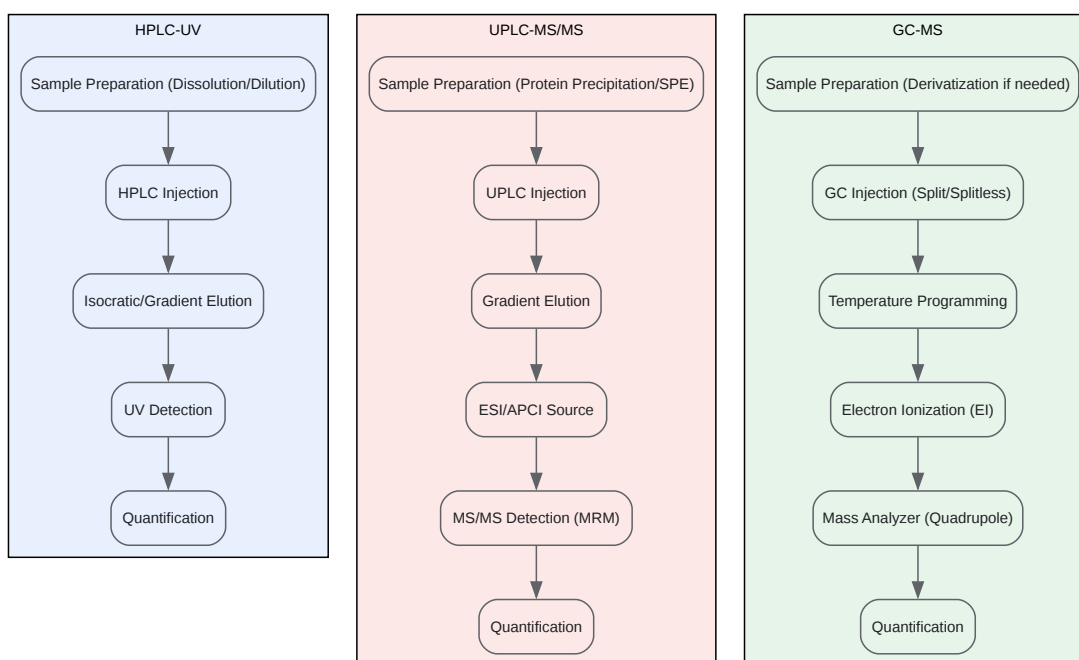 HPLC-UV
Sample Preparation (Dissolution/Dilution)
HPLC Injection
Isocratic/Gradient Elution
UV Detection
Quantification
UPLC-MS/MS
Sample Preparation (Protein Precipitation/SPE)
UPLC Injection
Gradient Elution
ESI/APCI Source
MS/MS Detection (MRM)
Quantification
GC-MS
Sample Preparation (Derivatization if needed)
GC Injection (Split/Splitless)
Temperature Programming
Electron Ionization (EI)
Mass Analyzer (Quadrupole)
Quantification